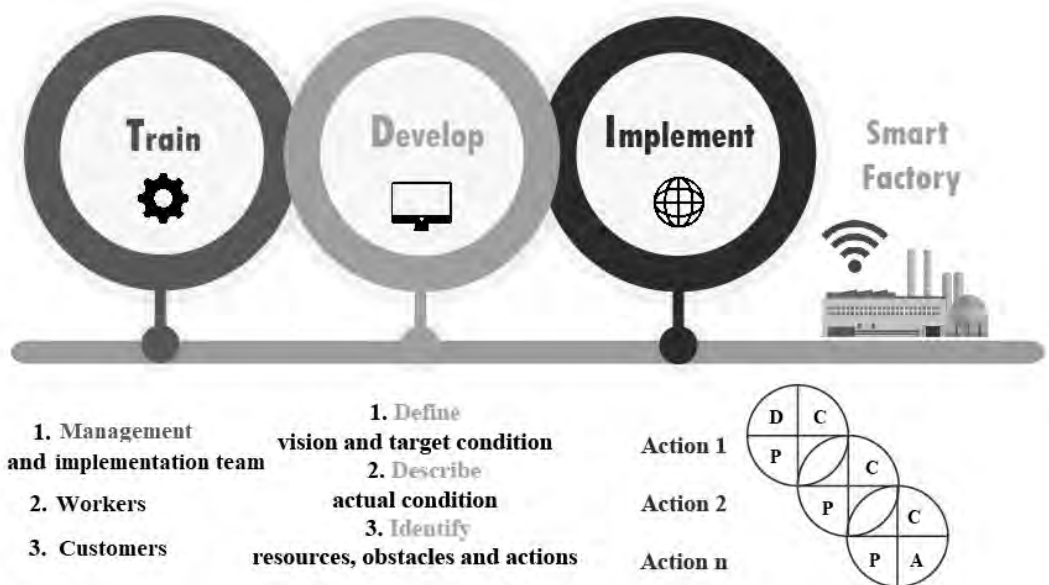 Train
Develop
Implement
Smart
Factory
1. Management
and implementation team
2. Workers
3. Customers
1. Define
vision and target condition
2. Describe
actual condition
3. Identify
resources, obstacles and actions
Action 1
Action 2
Action n
D C
P
C
P
C
P A